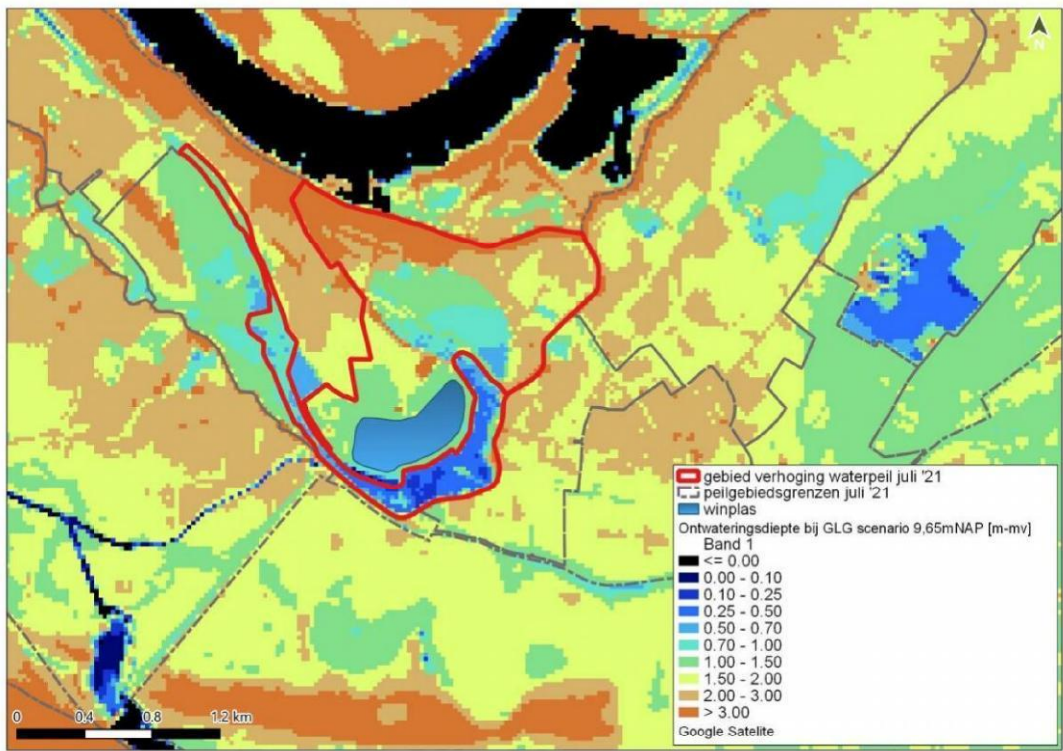 N
gebied verhoging waterpeil juli '21
peilgebiedsgrenzen juli '21
winplas
Ontwateringsdiepte bij GLG scenario 9,65mNAP [m-mv]
Band 1
<= 0.00
0.00 - 0.10
0.10 - 0.25
0.25 - 0.50
0.50 - 0.70
0.70 - 1.00
1.00 - 1.50
1.50 - 2.00
2.00 - 3.00
> 3.00
Google Satelite
0 0.4 0.8 1.2 km